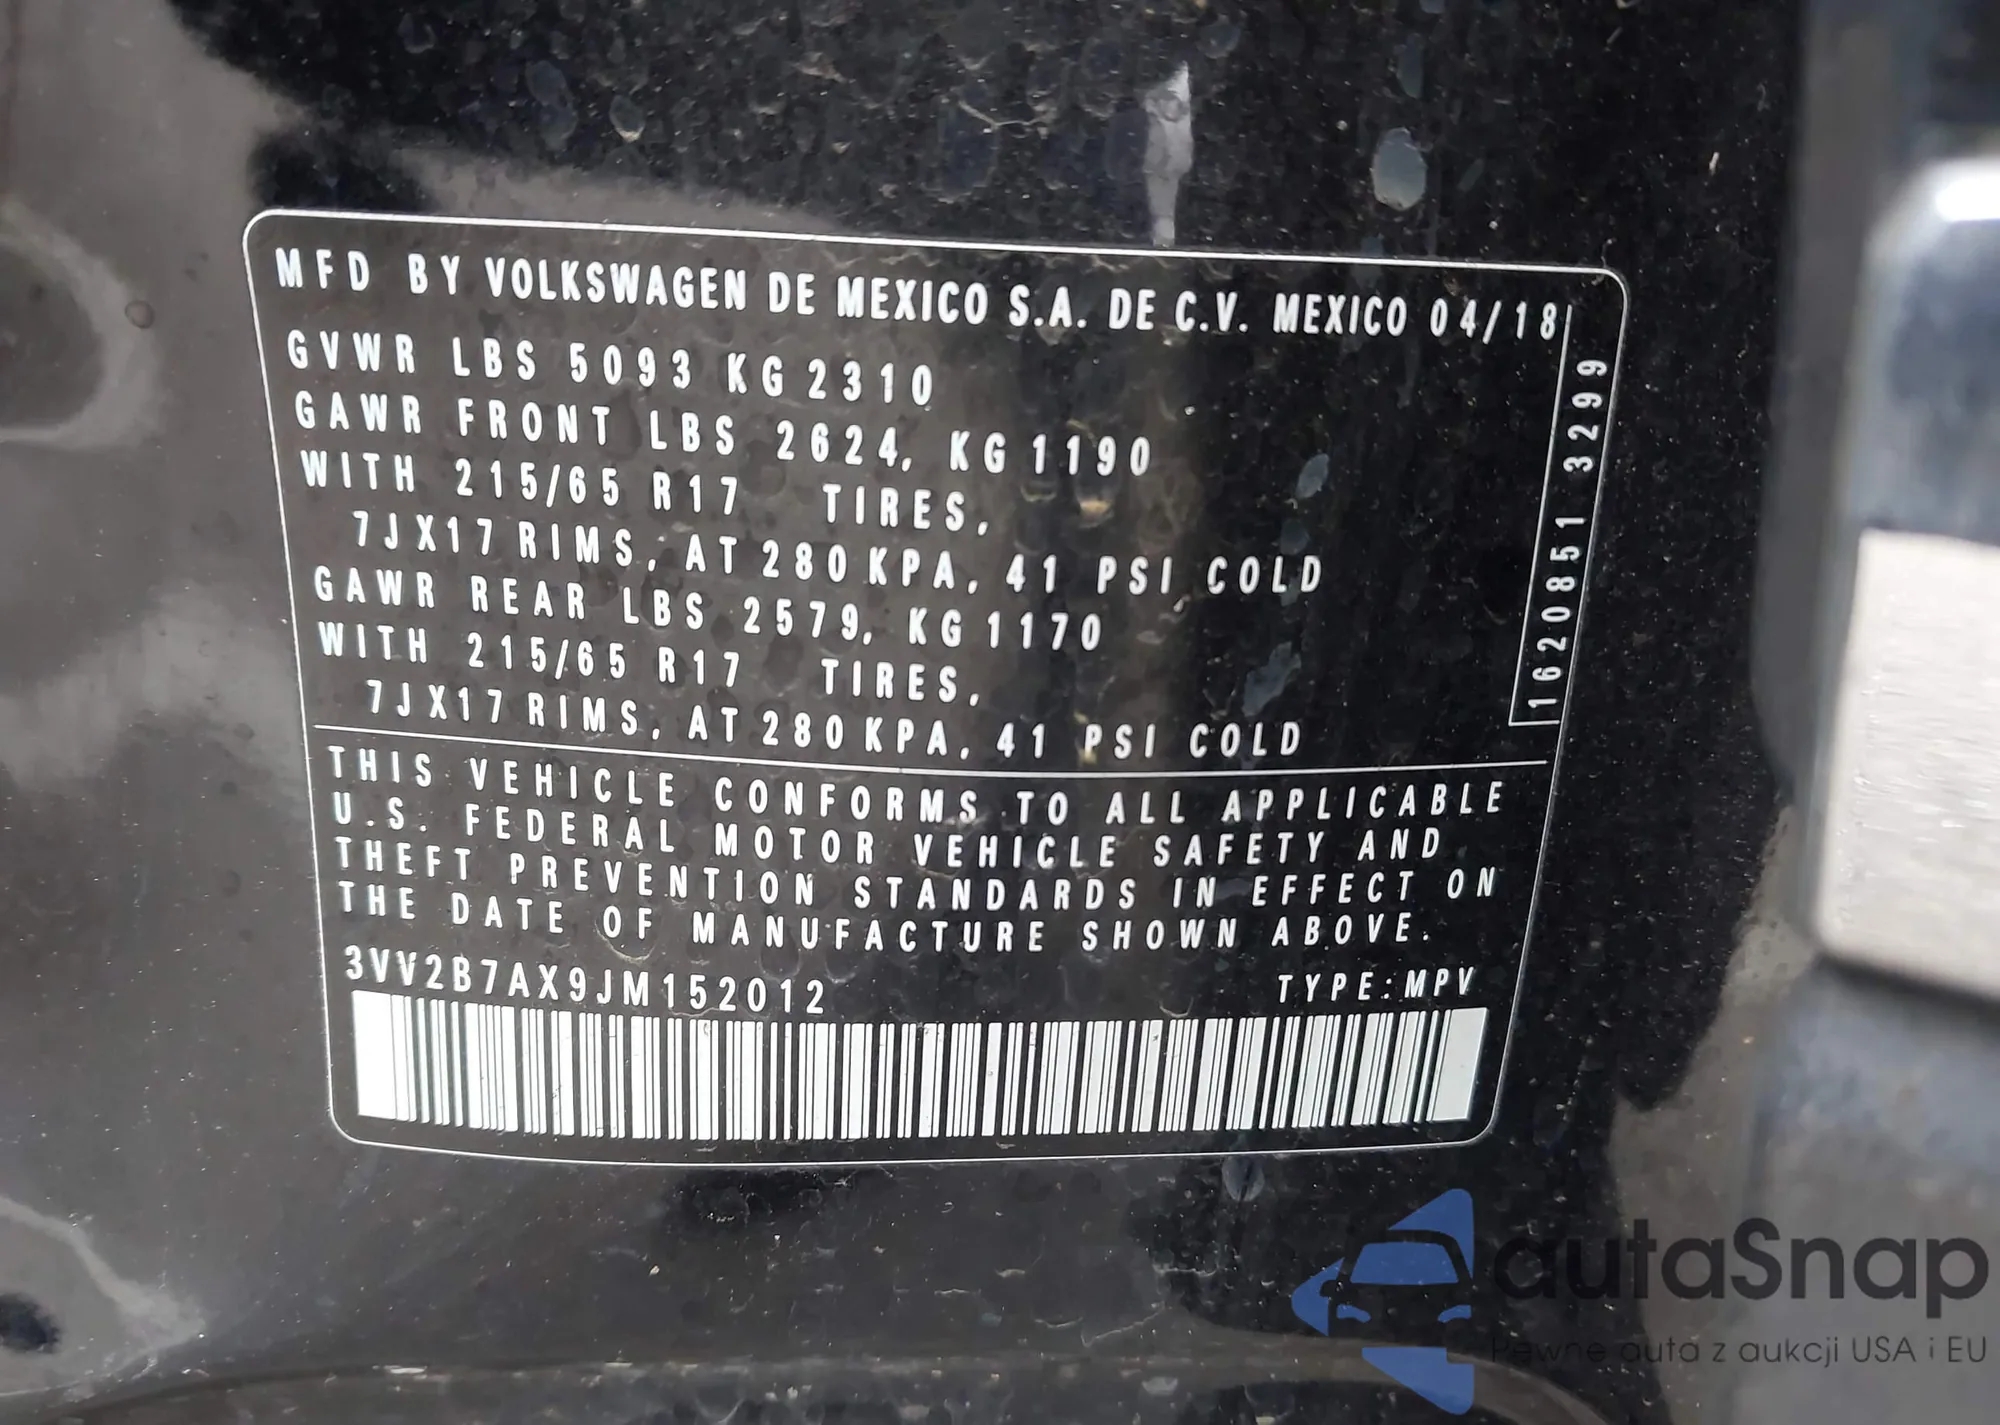 MFD BY VOLKSWAGEN DE MEXICO S.A. DE C.V. MEXICO 04/18
GVWR LBS 5093 KG 2310
GAWR FRONT LBS 2624, KG 1190
WITH 215/65 R17 TIRES,
7JX17 RIMS, AT 280 KPA, 41 PSI COLD
GAWR REAR LBS 2579, KG 1170
WITH 215/65 R17 TIRES,
7JX17 RIMS, AT 280 KPA, 41 PSI COLD
1620851 3299
THIS VEHICLE CONFORMS TO ALL APPLICABLE
U.S. FEDERAL MOTOR VEHICLE SAFETY AND
THEFT PREVENTION STANDARDS IN EFFECT ON
THE DATE OF MANUFACTURE SHOWN ABOVE.
3VV2B7AX9JM152012 TYPE: MPV
autaSnap
Pewne auta z aukcji USA i EU